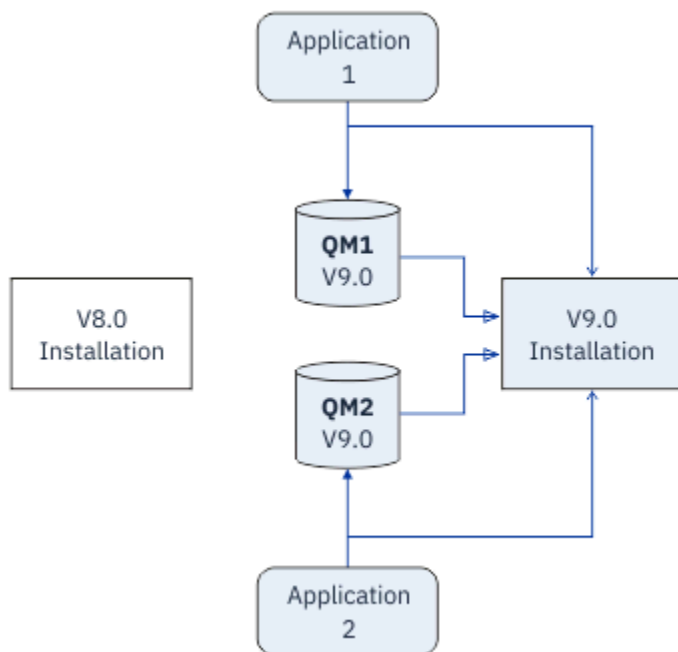 Application
1
QM1
V9.0
V8.0
Installation
V9.0
Installation
QM2
V9.0
Application
2